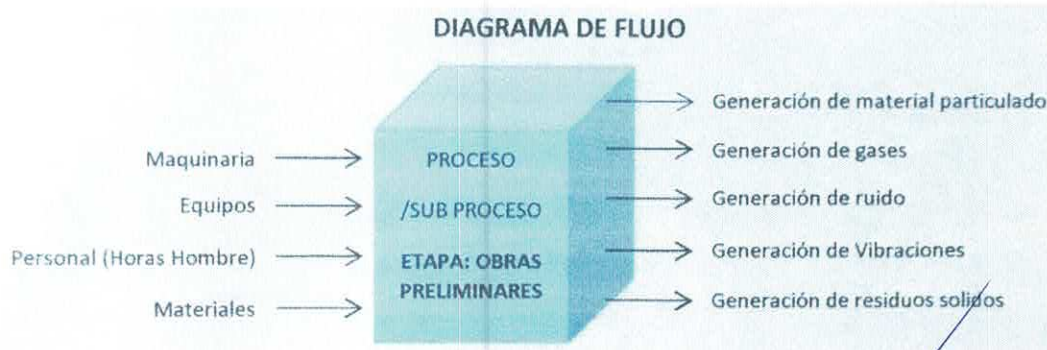 DIAGRAMA DE FLUJO
Maquinaria
Equipos
Personal (Horas Hombre)
Materiales
PROCESO
/SUB PROCESO
ETAPA: OBRAS
PRELIMINARES
Generación de material particulado
Generación de gases
Generación de ruido
Generación de Vibraciones
Generación de residuos solidos